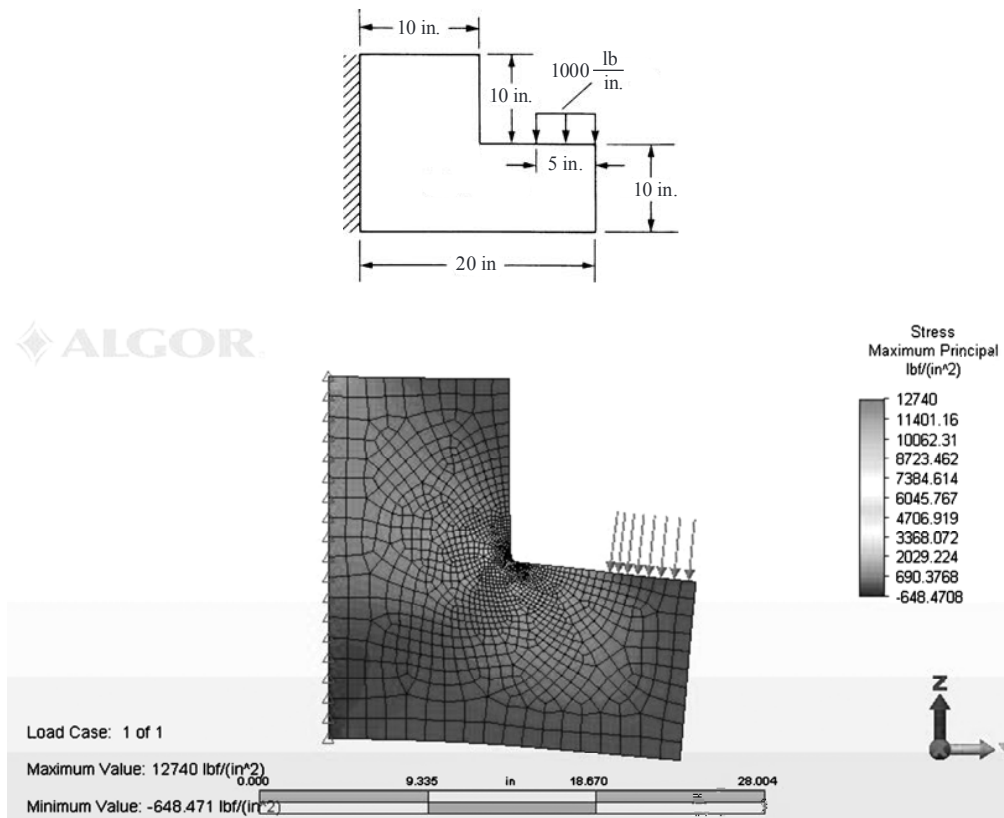 10 in.
1000 lb
in.
10 in.
5 in.
10 in.
20 in
ALGOR
Stress
Maximum Principal
lbf/(in^2)
12740
11401.16
10062.31
8723.462
7384.614
6045.767
4706.919
3368.072
2029.224
690.3768
-648.4708
Load Case: 1 of 1
Maximum Value: 12740 lbf/(in^2)
Minimum Value: -648.471 lbf/(in^2)
0.000 9.335 in 18.670 28.004
Z
Y